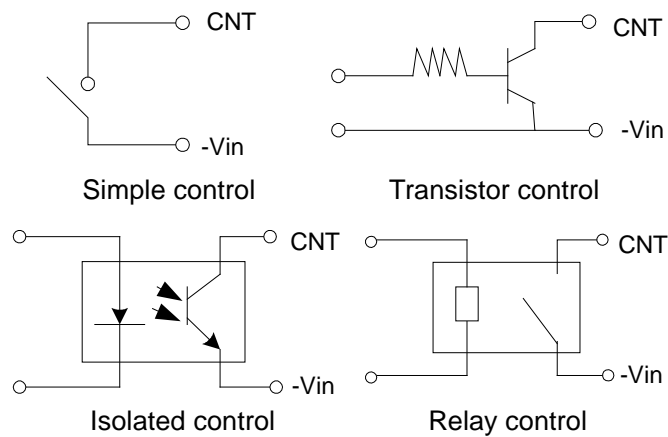 CNT
-Vin
Simple control
CNT
-Vin
Transistor control
CNT
-Vin
Isolated control
CNT
-Vin
Relay control